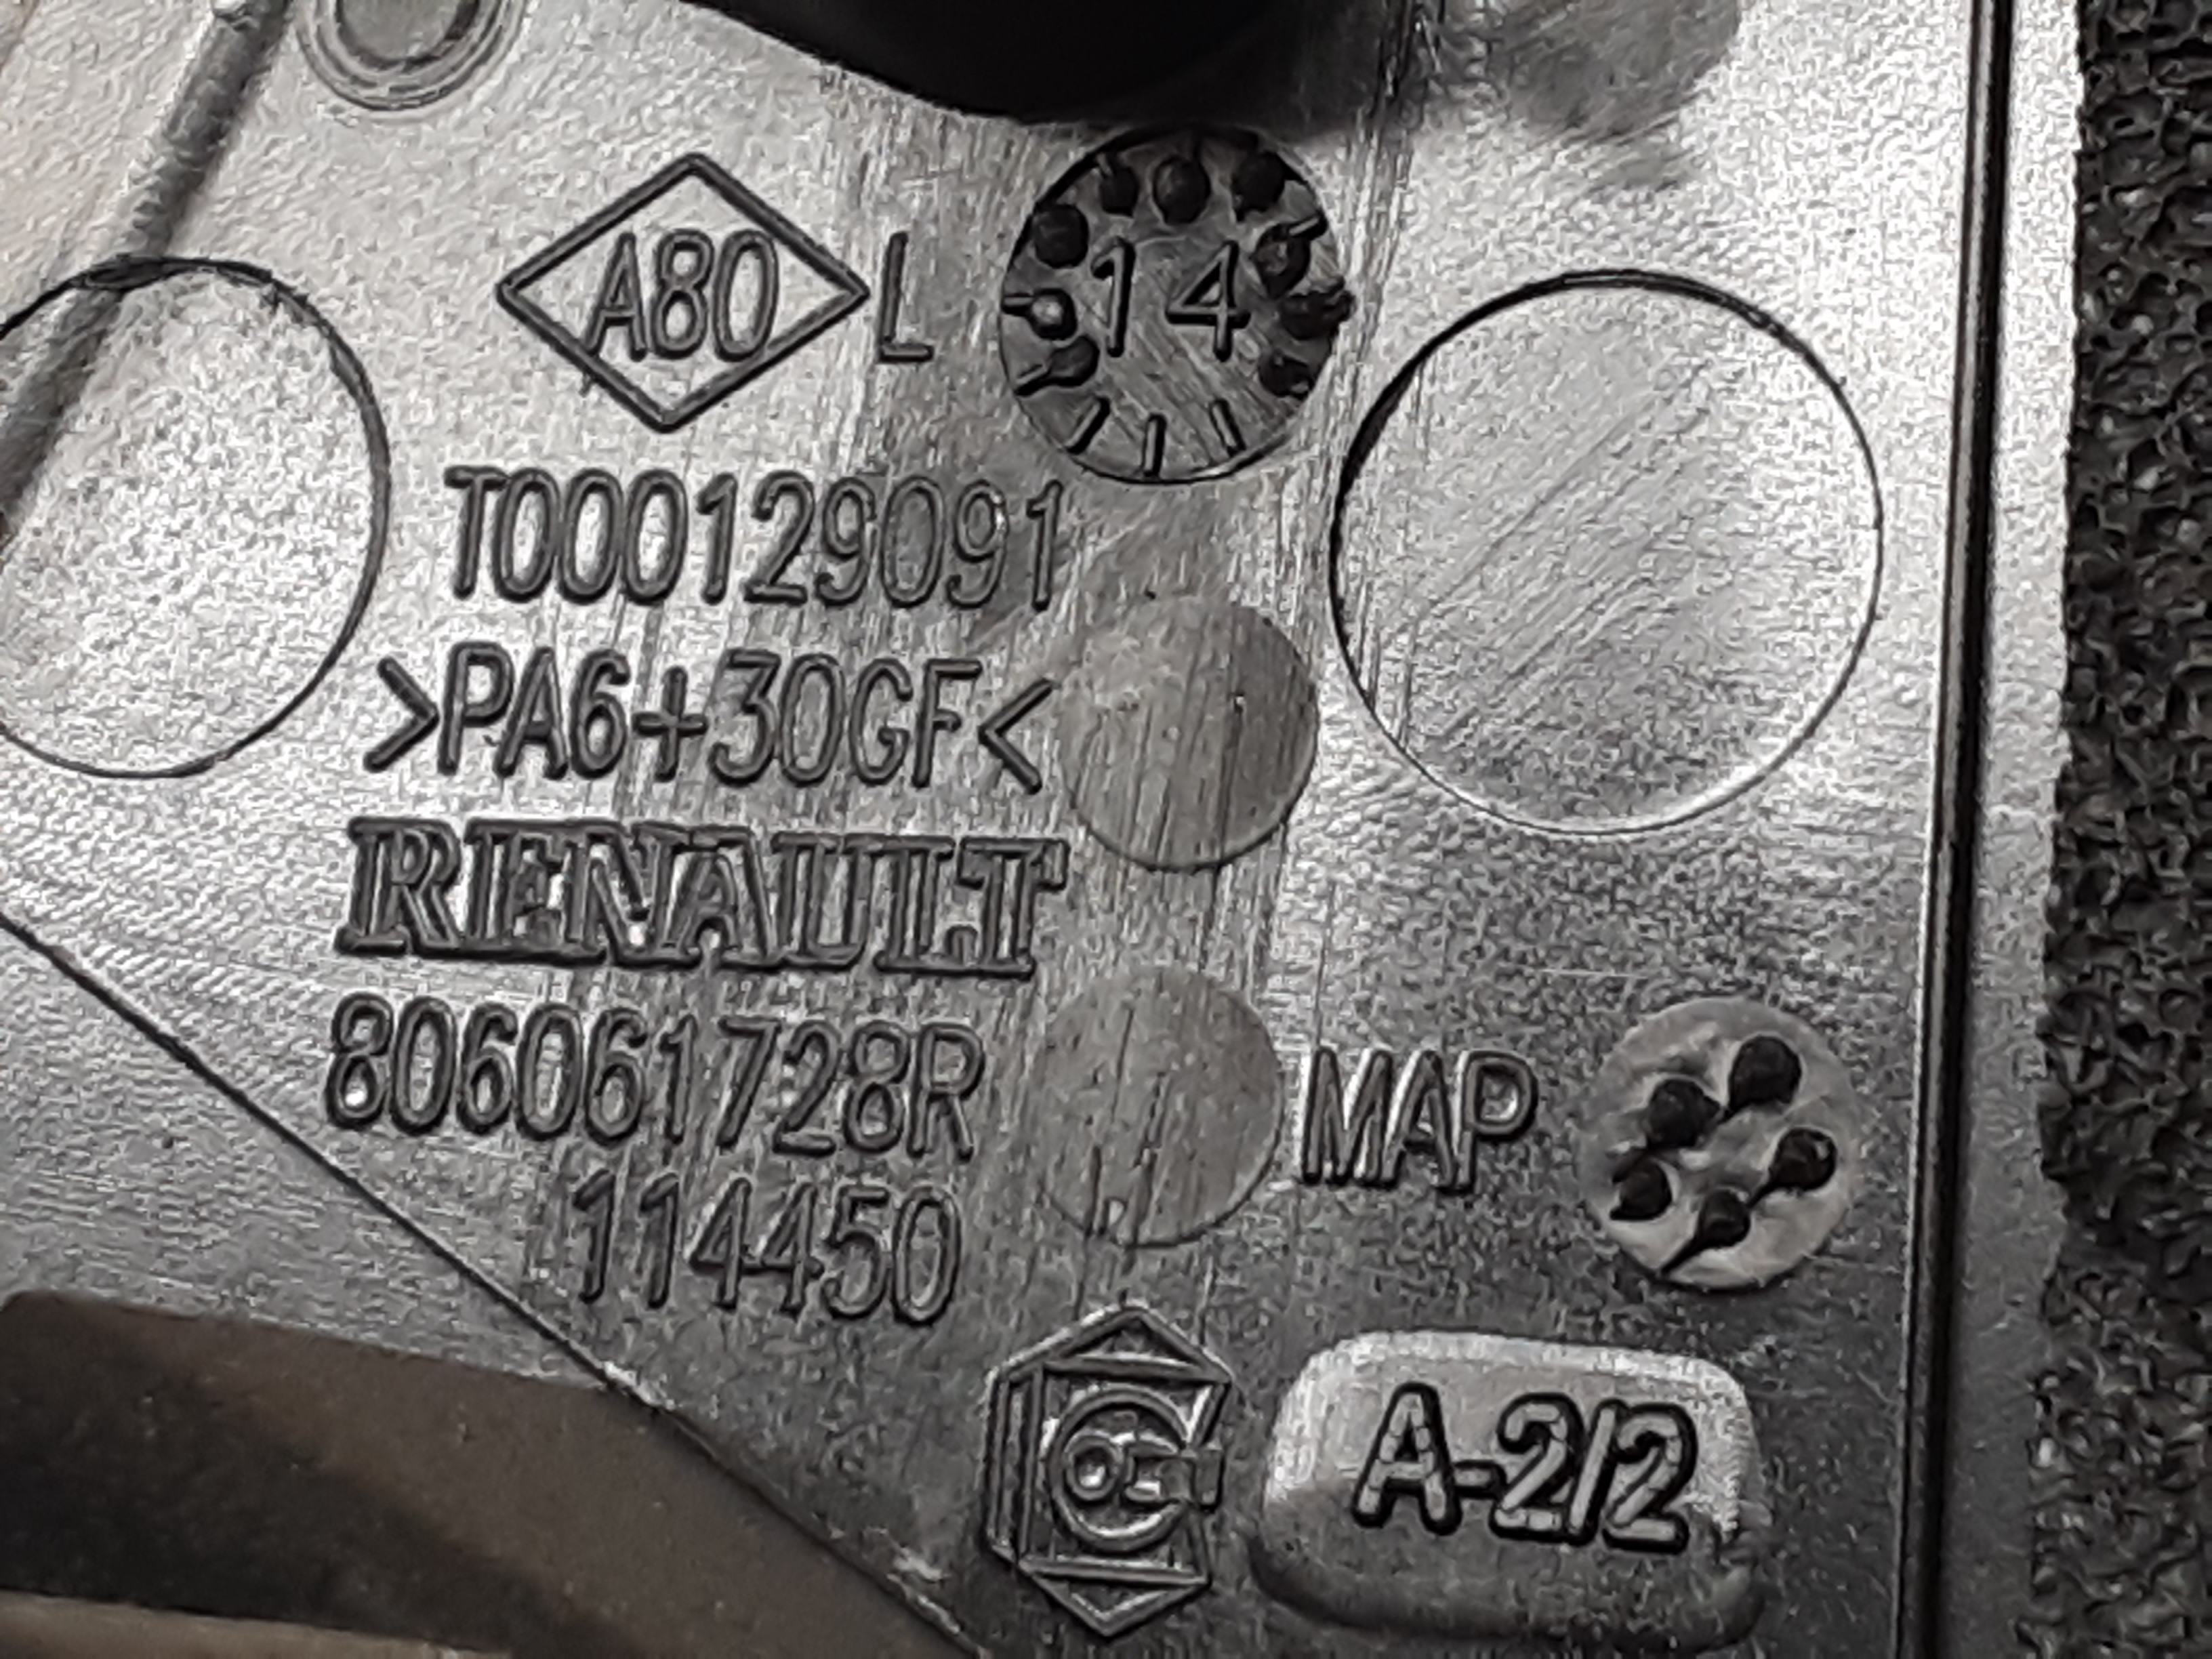 A80 L 14
T000129091
>PA6+30GF<
RENAULT
806061728R
MAP
114450
A-2/2